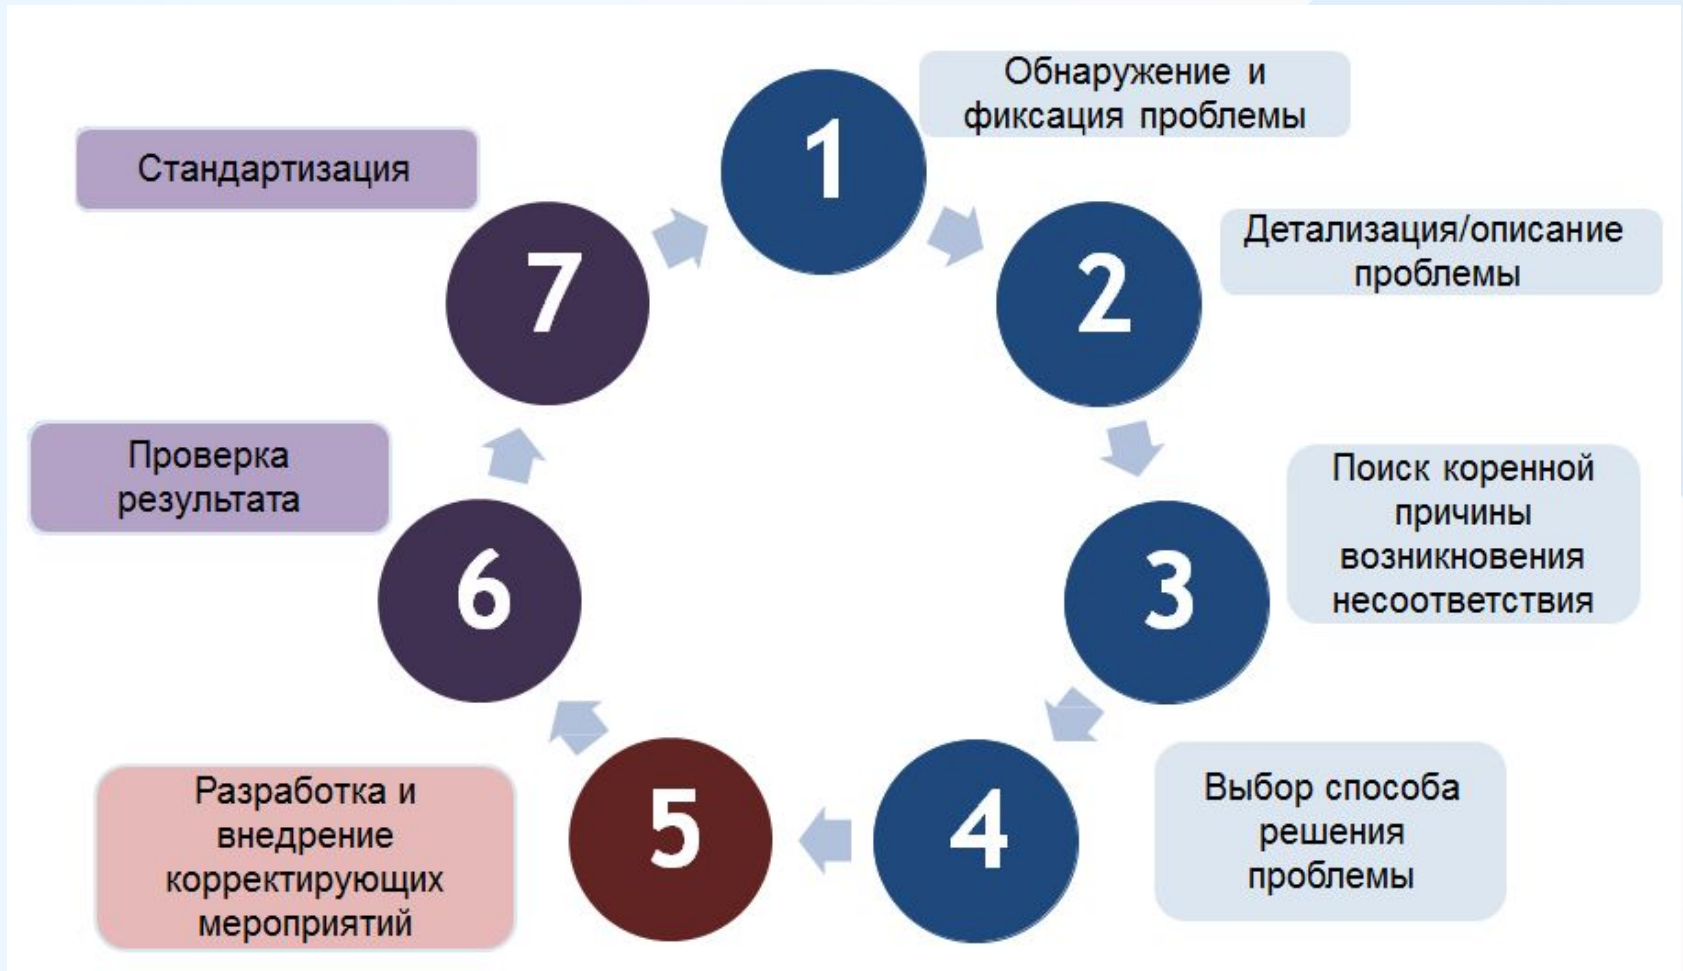 1
Обнаружение и
фиксация проблемы
2
Детализация/описание
проблемы
3
Поиск коренной
причины
возникновения
несоответствия
4
Выбор способа
решения
проблемы
5
Разработка и
внедрение
корректирующих
мероприятий
6
Проверка
результата
7
Стандартизация